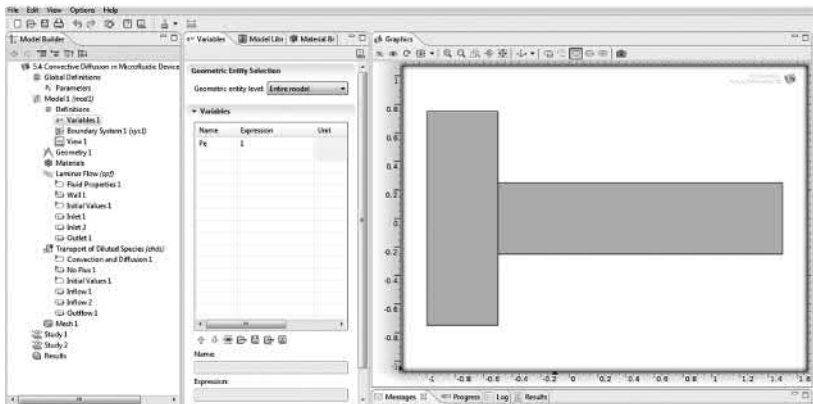 File Edit View Options Help
Model Builder
5.4 Convective Diffusion in Microfluidic Device
Global Definitions
Parameters
Model 1 (mod1)
Definitions
Variables 1
Boundary System 1 (sys1)
View 1
Geometry 1
Materials
Laminar Flow (spf)
Fluid Properties 1
Wall 1
Initial Values 1
Inlet 1
Inlet 2
Outlet 1
Transport of Diluted Species (chds)
Convection and Diffusion 1
No Flux 1
Initial Values 1
Inflow 1
Inflow 2
Outflow 1
Mesh 1
Study 1
Study 2
Results
Variables Model Libr Material Br
Geometric Entity Selection
Geometric entity level: Entire model
Variables
Name Expression Unit
Pe 1
Name:
Expression:
Graphics
1
0.8
0.6
0.4
0.2
0
-0.2
-0.4
-0.6
-0.8
-1
-1 -0.8 -0.6 -0.4 -0.2 0 0.2 0.4 0.6 0.8 1 1.2 1.4 1.6
Messages Progress Log Results